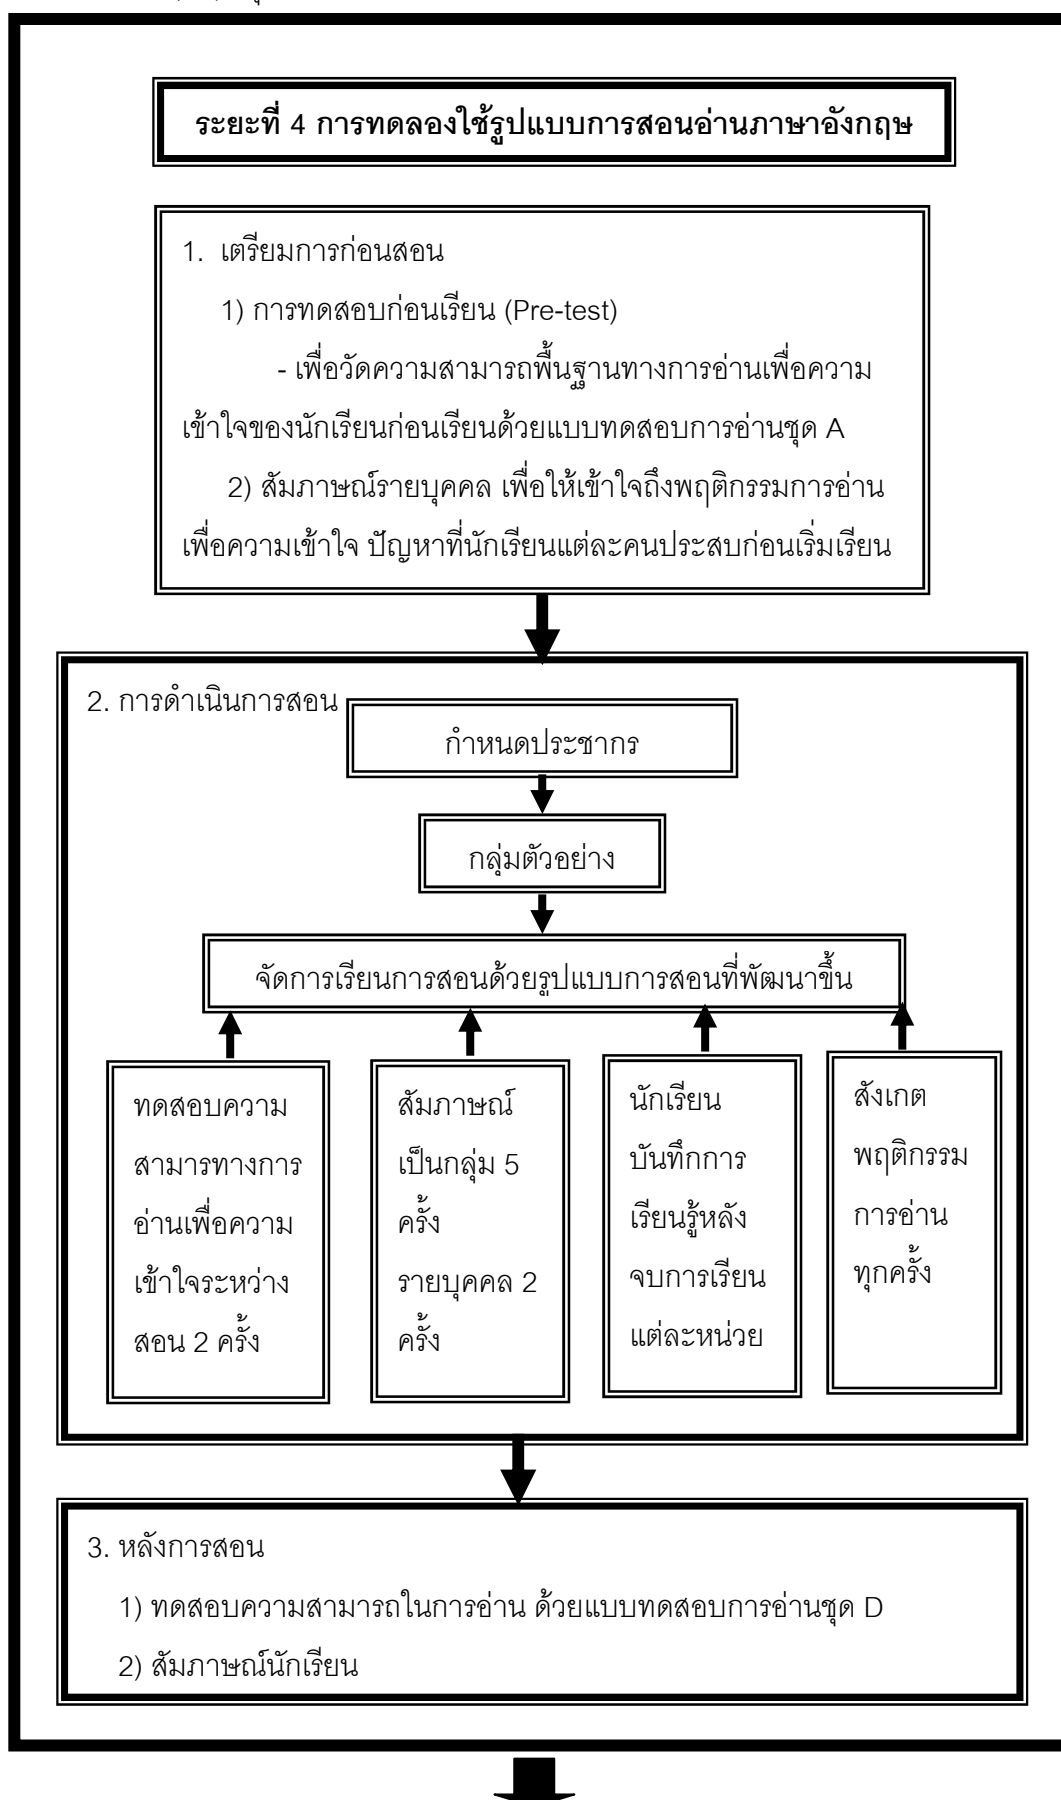 ระยะที่ 4 การทดลองใช้รูปแบบการสอนอ่านภาษาอังกฤษ
1. เตรียมการก่อนสอน
1) การทดสอบก่อนเรียน (Pre-test)
- เพื่อวัดความสามารถพื้นฐานทางการอ่านเพื่อความ
เข้าใจของนักเรียนก่อนเรียนด้วยแบบทดสอบการอ่านชุด A
2) สัมภาษณ์รายบุคคล เพื่อให้เข้าใจถึงพฤติกรรมการอ่าน
เพื่อความเข้าใจ ปัญหาที่นักเรียนแต่ละคนประสบก่อนเริ่มเรียน
2. การดำเนินการสอน
กำหนดประชากร
กลุ่มตัวอย่าง
จัดการเรียนการสอนด้วยรูปแบบการสอนที่พัฒนาขึ้น
ทดสอบความ
สามารทางการ
อ่านเพื่อความ
เข้าใจระหว่าง
สอน 2 ครั้ง
สัมภาษณ์
เป็นกลุ่ม 5
ครั้ง
รายบุคคล 2
ครั้ง
นักเรียน
บันทึกการ
เรียนรู้หลัง
จบการเรียน
แต่ละหน่วย
สังเกต
พฤติกรรม
การอ่าน
ทุกครั้ง
3. หลังการสอน
1) ทดสอบความสามารถในการอ่าน ด้วยแบบทดสอบการอ่านชุด D
2) สัมภาษณ์นักเรียน